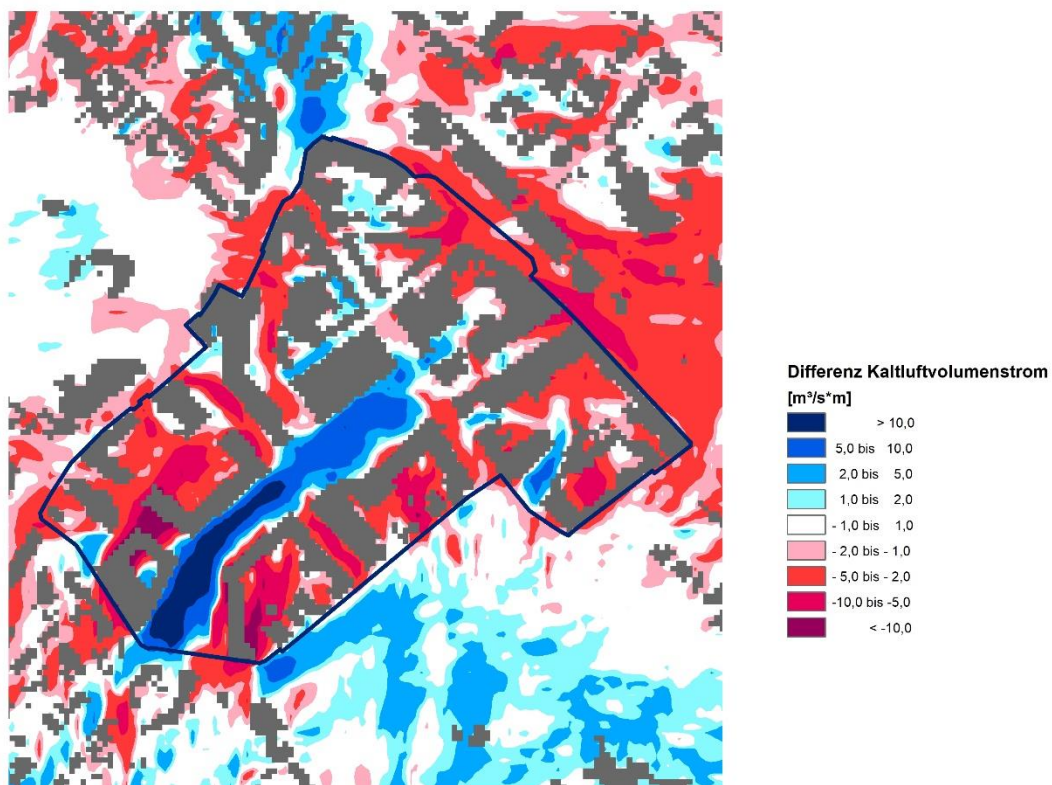 Differenz Kaltluftvolumenstrom
[m³/s*m]
> 10,0
5,0 bis 10,0
2,0 bis 5,0
1,0 bis 2,0
- 1,0 bis 1,0
- 2,0 bis - 1,0
- 5,0 bis - 2,0
-10,0 bis -5,0
< -10,0